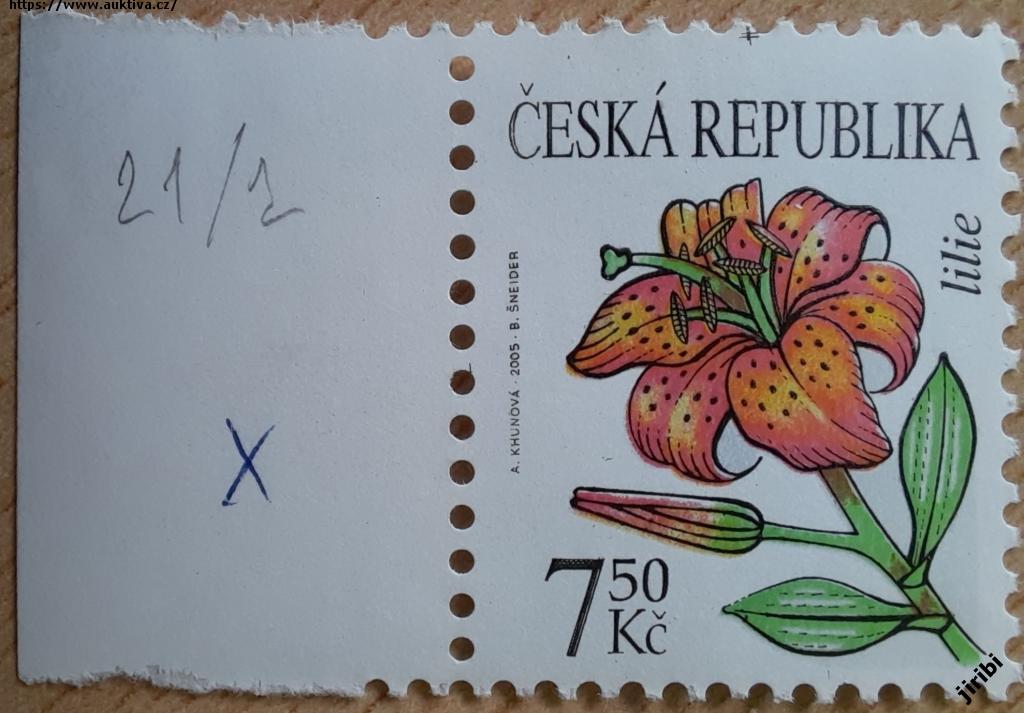 https://www.auktiva.cz/
21/1
X
ČESKÁ REPUBLIKA
lilie
A. KHUNOVÁ · 2005 · B. ŠNEIDER
7 50
Kč
jiribi